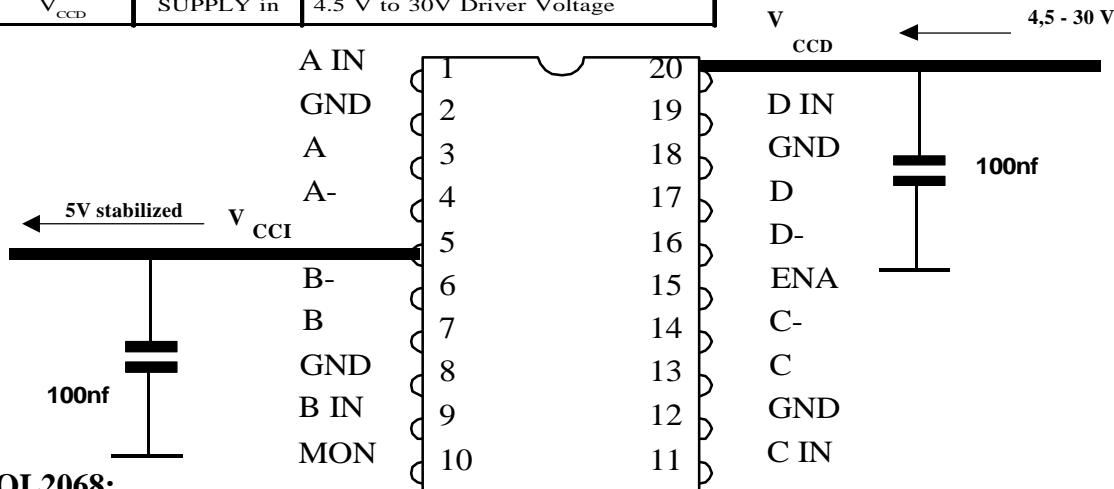 V CCD SUPPLY in 4.5 V to 30V Driver Voltage
V CCD 4,5 - 30 V
A IN 1 20
GND 2 19 D IN
A 3 18 GND
100nf
A- 4 17 D
5V stabilized V CCI 5 16 D-
B- 6 15 ENA
B 7 14 C-
GND 8 13 C
100nf
B IN 9 12 GND
MON 10 11 C IN
OL2068: